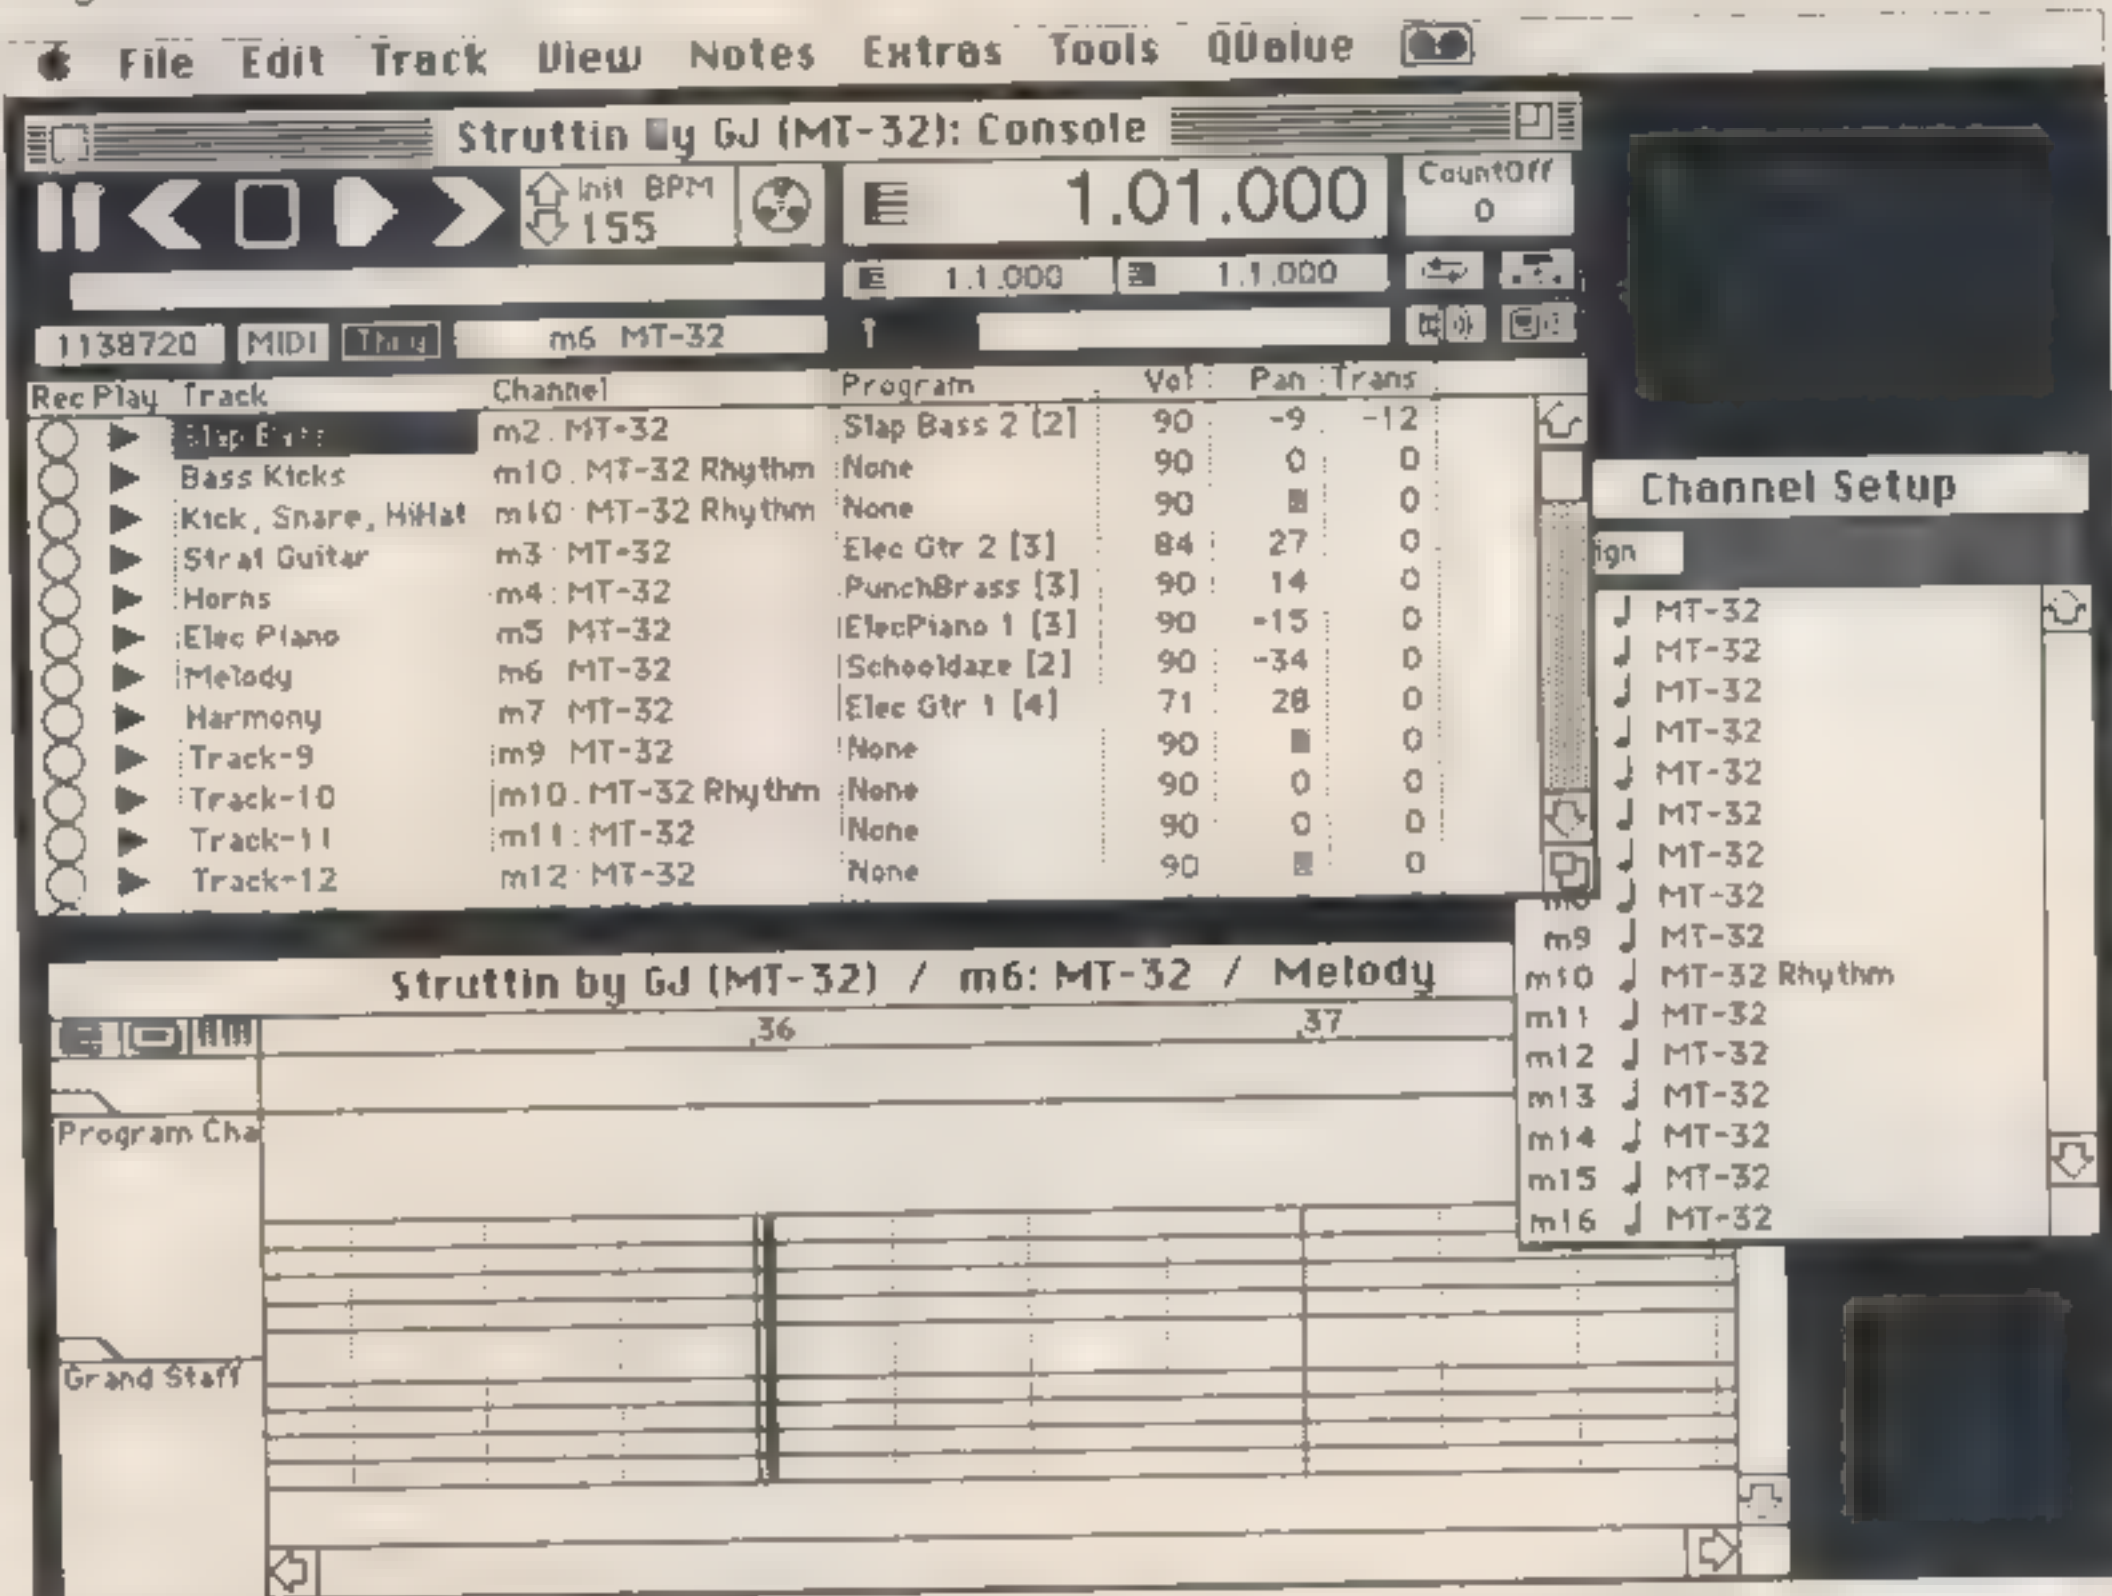 File Edit Track View Notes Extras Tools QValue
Struttin by GJ (MT-32): Console
Init BPM
155
1.01.000
CountOff
0
1.1.000 1.1.000
1138720 MIDI Thru m6 MT-32 1
Rec Play Track Channel Program Vol Pan Trans
Slap Bass m2 MT-32 Slap Bass 2 [2] 90 -9 -12
Bass Kicks m10 MT-32 Rhythm None 90 0 0
Kick, Snare, HiHat m10 MT-32 Rhythm None 90 0
Strat Guitar m3 MT-32 Elec Gtr 2 [3] 84 27 0
Horns m4 MT-32 PunchBrass [3] 90 14 0
Elec Piano m5 MT-32 ElecPiano 1 [3] 90 -15 0
Melody m6 MT-32 Schooldaze [2] 90 -34 0
Harmony m7 MT-32 Elec Gtr 1 [4] 71 28 0
Track-9 m9 MT-32 None 90 0
Track-10 m10 MT-32 Rhythm None 90 0 0
Track-11 m11 MT-32 None 90 0 0
Track-12 m12 MT-32 None 90 0
Channel Setup
ign
MT-32
MT-32
MT-32
MT-32
MT-32
MT-32
MT-32
MT-32
m9 MT-32
m10 MT-32 Rhythm
m11 MT-32
m12 MT-32
m13 MT-32
m14 MT-32
m15 MT-32
m16 MT-32
Struttin by GJ (MT-32) / m6: MT-32 / Melody
36 37
Program Cha
Grand Staff